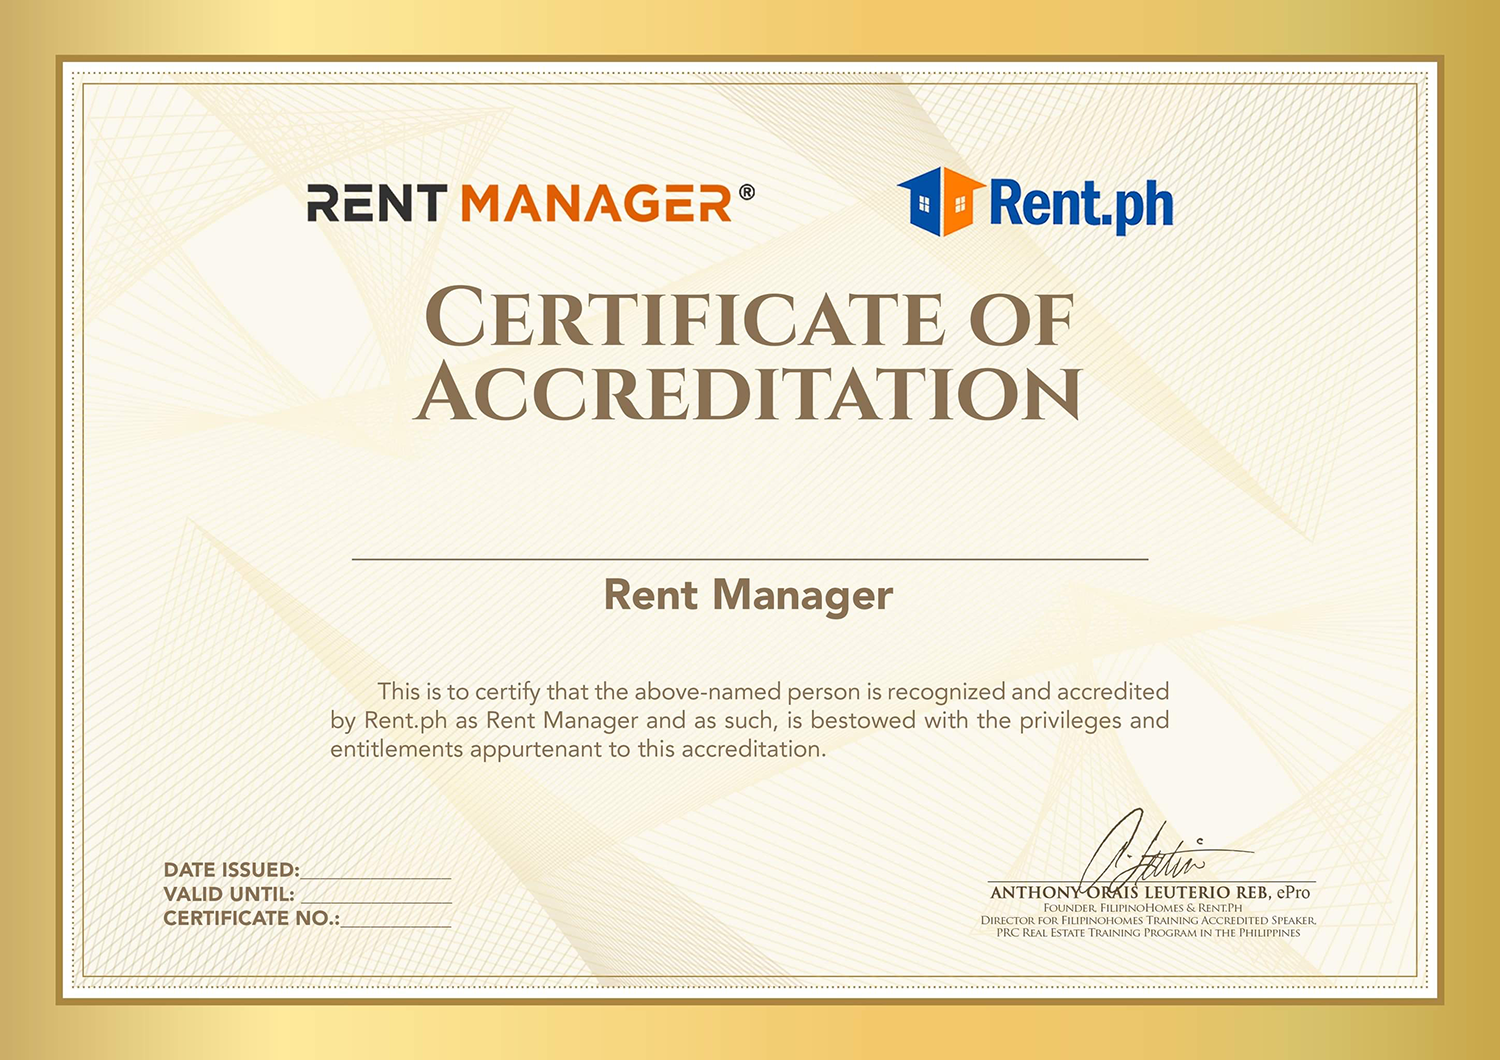 RENT MANAGER®
Rent.ph
CERTIFICATE OF
ACCREDITATION
Rent Manager
This is to certify that the above-named person is recognized and accredited
by Rent.ph as Rent Manager and as such, is bestowed with the privileges and
entitlements appurtenant to this accreditation.
DATE ISSUED:
VALID UNTIL:
CERTIFICATE NO.:
ANTHONY ORAIS LEUTERIO REB, ePro
FOUNDER, FILIPINOHOMES & RENT.PH
DIRECTOR FOR FILIPINOHOMES TRAINING ACCREDITED SPEAKER,
PRC REAL ESTATE TRAINING PROGRAM IN THE PHILIPPINES